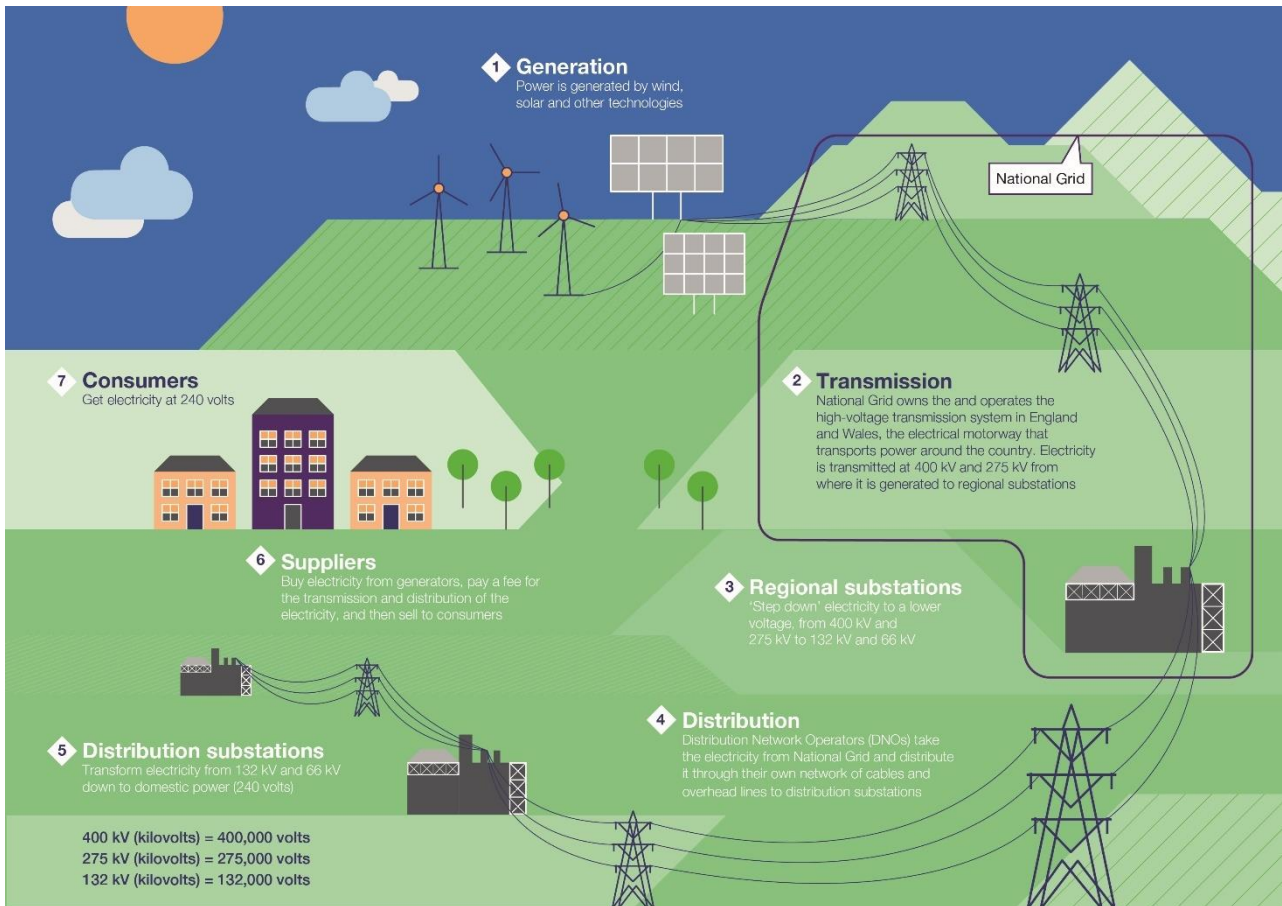 1 Generation
Power is generated by wind,
solar and other technologies
National Grid
2 Transmission
National Grid owns the and operates the
high-voltage transmission system in England
and Wales, the electrical motorway that
transports power around the country. Electricity
is transmitted at 400 kV and 275 kV from
where it is generated to regional substations
3 Regional substations
'Step down' electricity to a lower
voltage, from 400 kV and
275 kV to 132 kV and 66 kV
4 Distribution
Distribution Network Operators (DNOs) take
the electricity from National Grid and distribute
it through their own network of cables and
overhead lines to distribution substations
5 Distribution substations
Transform electricity from 132 kV and 66 kV
down to domestic power (240 volts)
6 Suppliers
Buy electricity from generators, pay a fee for
the transmission and distribution of the
electricity, and then sell to consumers
7 Consumers
Get electricity at 240 volts
400 kV (kilovolts) = 400,000 volts
275 kV (kilovolts) = 275,000 volts
132 kV (kilovolts) = 132,000 volts